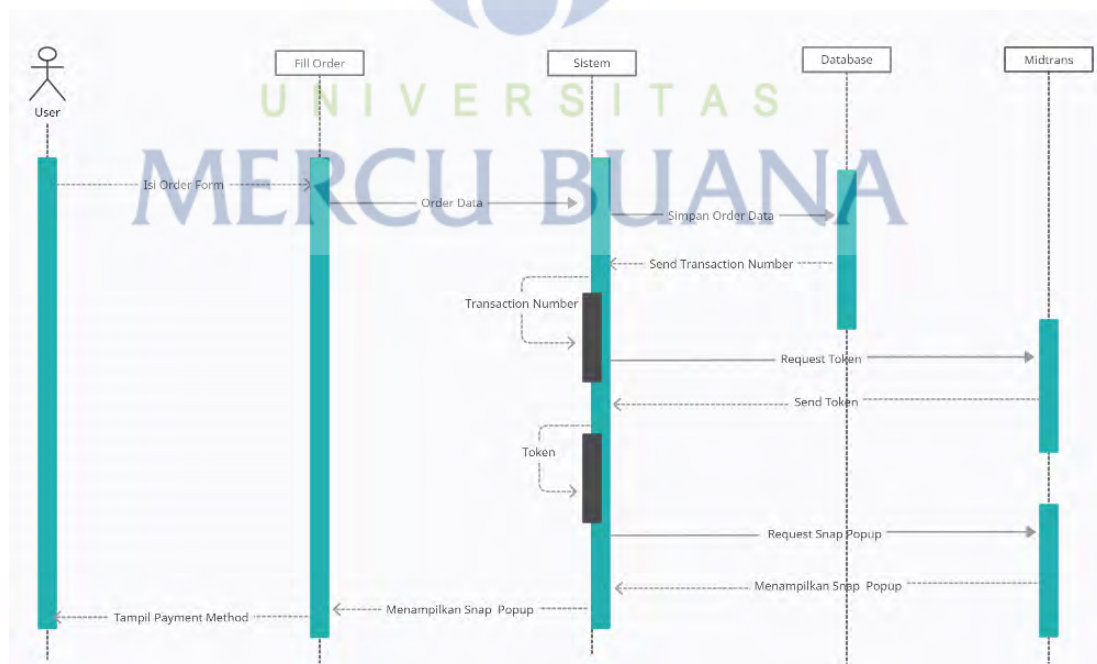 Fill Order
Sistem
Database
Midtrans
User
UNIVERSITAS
MERCU BUANA
Isi Order Form
Order Data
Simpan Order Data
Send Transaction Number
Transaction Number
Request Token
Send Token
Token
Request Snap Popup
Menampilkan Snap Popup
Menampilkan Snap Popup
Tampil Payment Method